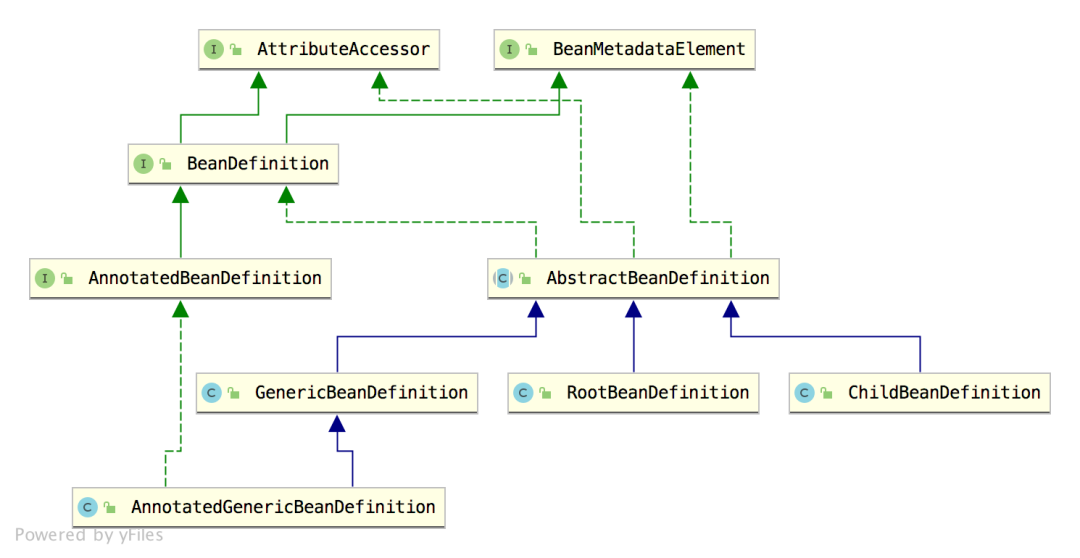 I AttributeAccessor
I BeanMetadataElement
I BeanDefinition
I AnnotatedBeanDefinition
C AbstractBeanDefinition
C GenericBeanDefinition
C RootBeanDefinition
C ChildBeanDefinition
C AnnotatedGenericBeanDefinition
Powered by yFiles